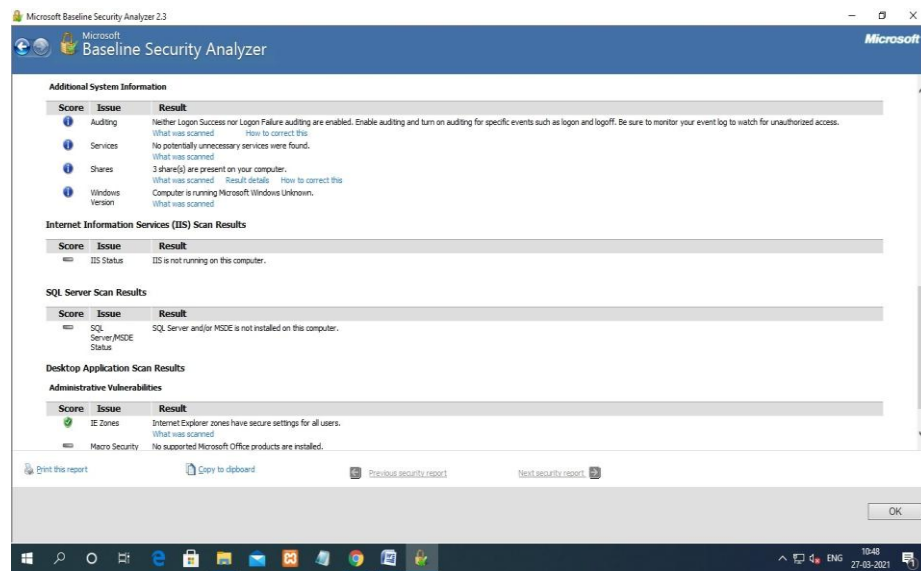 Microsoft Baseline Security Analyzer 2.3
Microsoft
Baseline Security Analyzer
Microsoft
Additional System Information
Score Issue Result
Auditing Neither Logon Success nor Logon Failure auditing are enabled. Enable auditing and turn on auditing for specific events such as logon and logoff. Be sure to monitor your event log to watch for unauthorized access.
What was scanned How to correct this
Services No potentially unnecessary services were found.
What was scanned
Shares 3 share(s) are present on your computer.
What was scanned Result details How to correct this
Windows Computer is running Microsoft Windows Unknown.
Version What was scanned
Internet Information Services (IIS) Scan Results
Score Issue Result
IIS Status IIS is not running on this computer.
SQL Server Scan Results
Score Issue Result
SQL SQL Server and/or MSDE is not installed on this computer.
Server/MSDE
Status
Desktop Application Scan Results
Administrative Vulnerabilities
Score Issue Result
IE Zones Internet Explorer zones have secure settings for all users.
What was scanned
Macro Security No supported Microsoft Office products are installed.
Print this report Copy to clipboard Previous security report Next security report
OK
ENG 10:48
27-03-2021